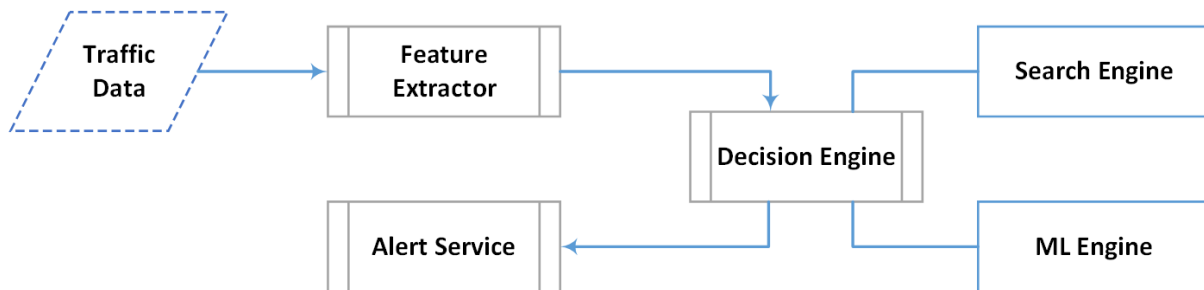 Traffic
Data
Feature
Extractor
Search Engine
Decision Engine
Alert Service
ML Engine